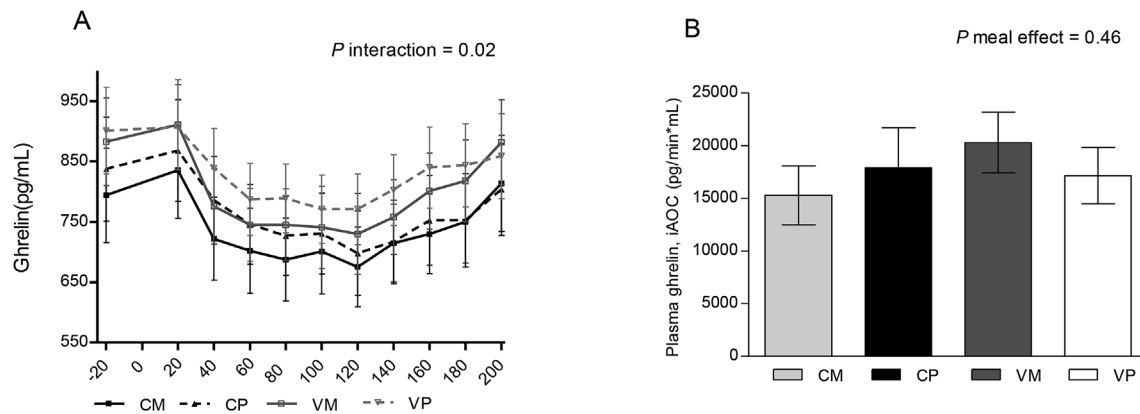 A
P interaction = 0.02
Ghrelin(pg/mL)
950
850
750
650
550
-20
0
20
40
60
80
100
120
140
160
180
200
CM CP VM VP
B
P meal effect = 0.46
Plasma ghrelin, iAOC (pg/min*mL)
25000
20000
15000
10000
5000
0
CM CP VM VP